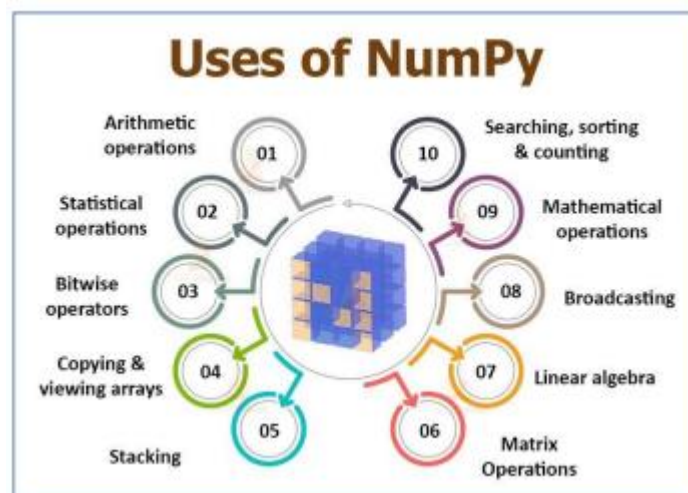 Uses of NumPy
Arithmetic
operations
01
Statistical
operations
02
Bitwise
operators
03
Copying &
viewing arrays
04
Stacking
05
Matrix
Operations
06
Linear algebra
07
Broadcasting
08
Mathematical
operations
09
Searching, sorting
& counting
10